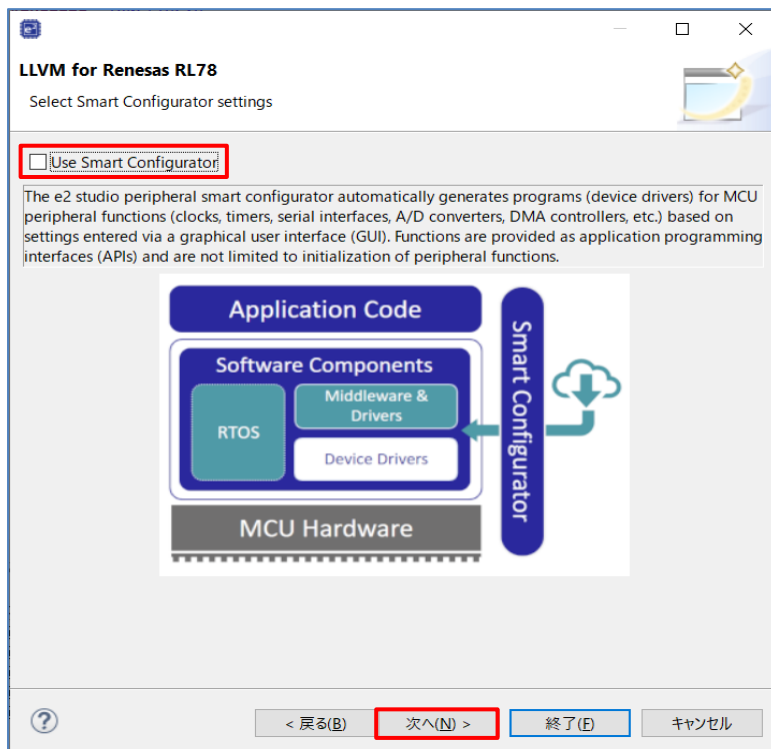 LLVM for Renesas RL78
Select Smart Configurator settings
Use Smart Configurator
The e2 studio peripheral smart configurator automatically generates programs (device drivers) for MCU
peripheral functions (clocks, timers, serial interfaces, A/D converters, DMA controllers, etc.) based on
settings entered via a graphical user interface (GUI). Functions are provided as application programming
interfaces (APIs) and are not limited to initialization of peripheral functions.
Application Code
Software Components
RTOS
Middleware &
Drivers
Device Drivers
MCU Hardware
Smart Configurator
?
< 戻る(B)
次へ(N) >
終了(F)
キャンセル